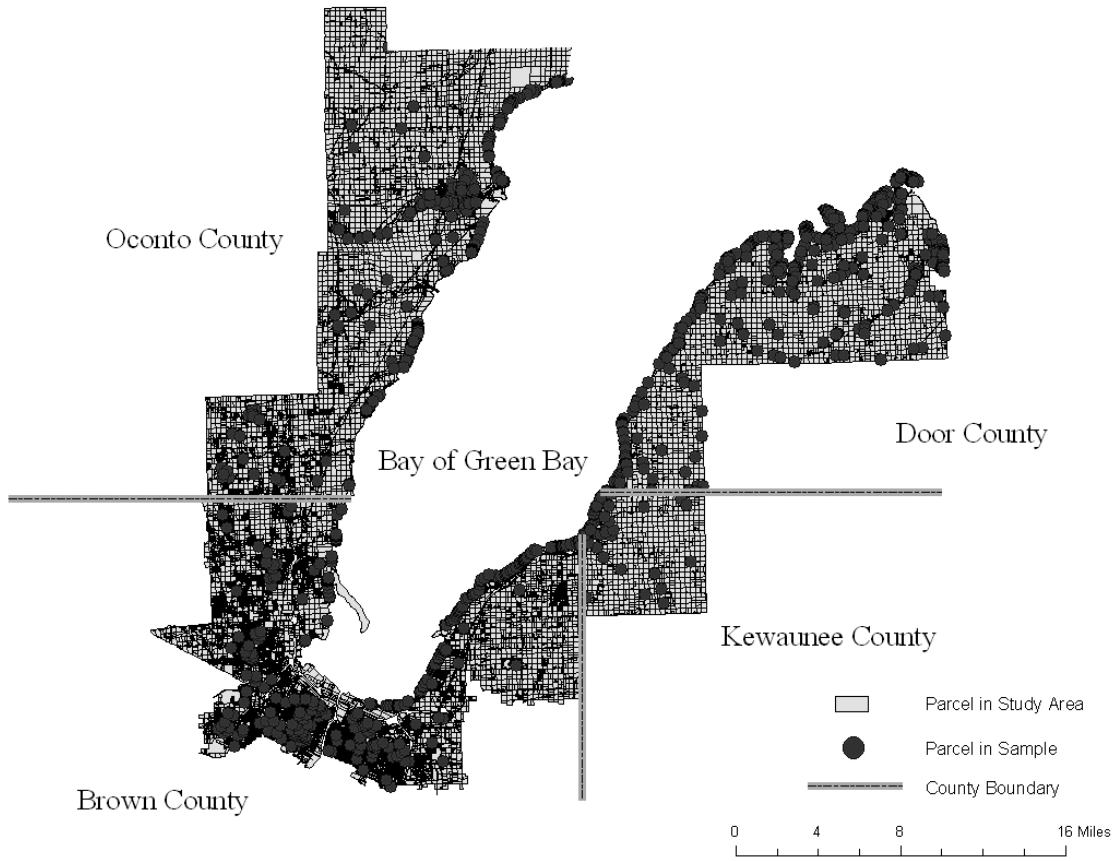 Oconto County
Bay of Green Bay
Door County
Kewaunee County
Brown County
Parcel in Study Area
Parcel in Sample
County Boundary
0 4 8 16 Miles